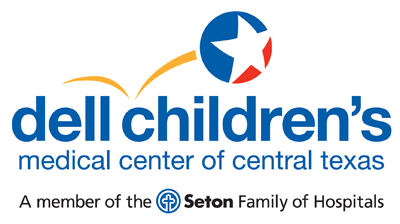 dell children's
medical center of central texas
A member of the Seton Family of Hospitals